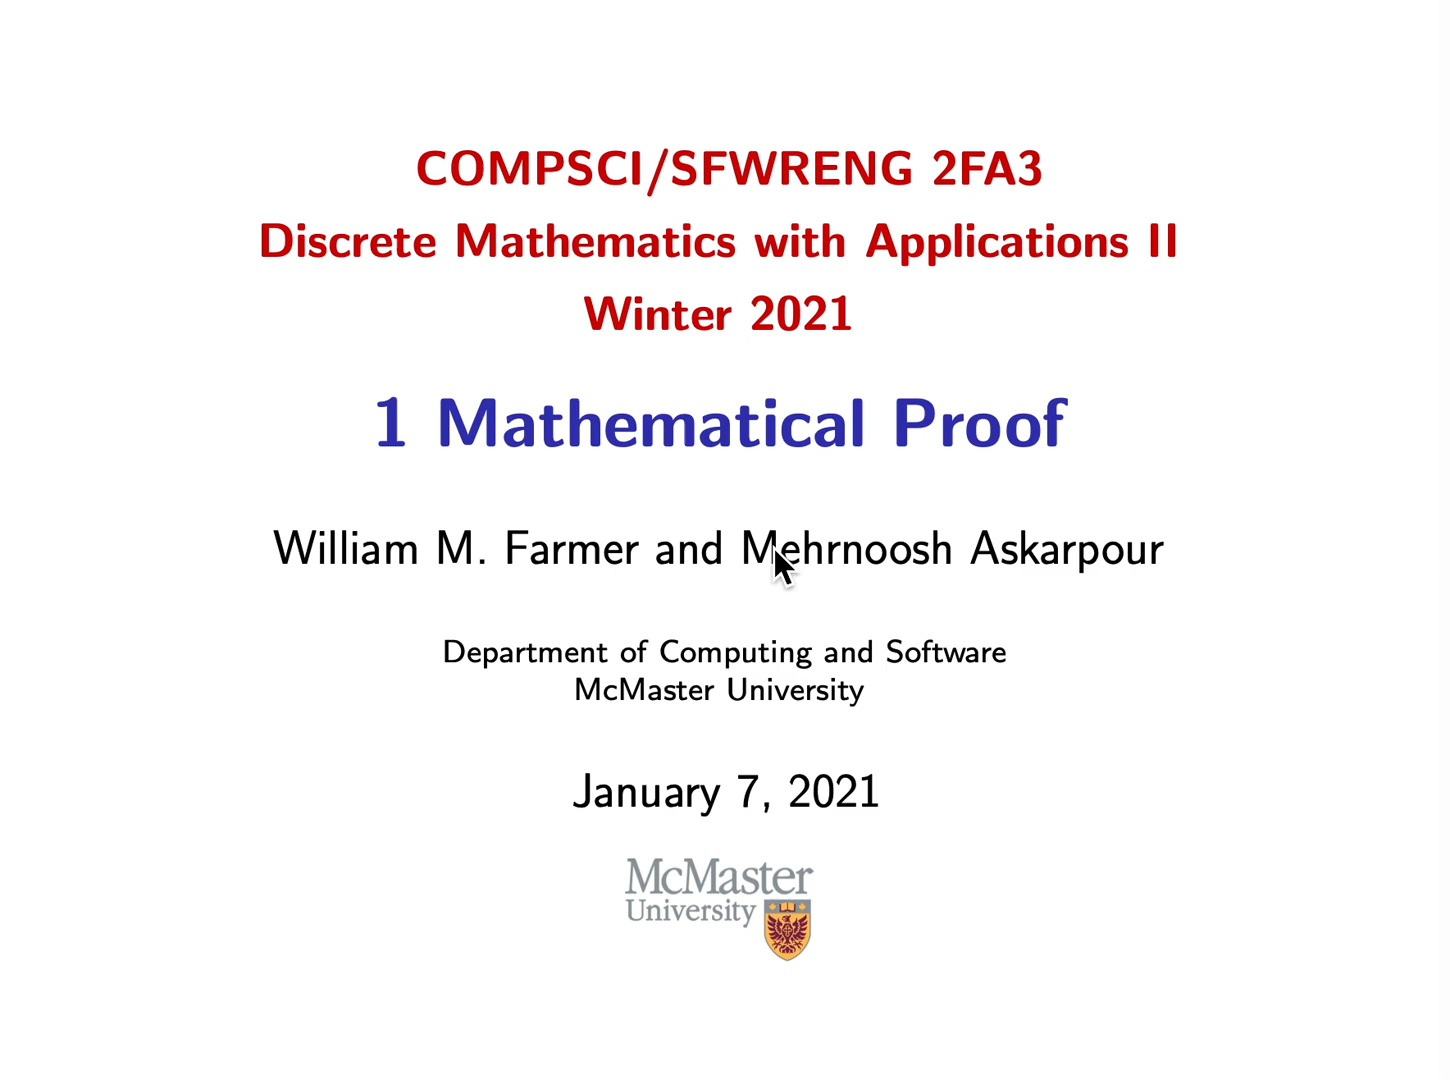 COMPSCI/SFWRENG 2FA3
Discrete Mathematics with Applications II
Winter 2021
1 Mathematical Proof
William M. Farmer and Mehrnoosh Askarpour
Department of Computing and Software
McMaster University
January 7, 2021
McMaster
University